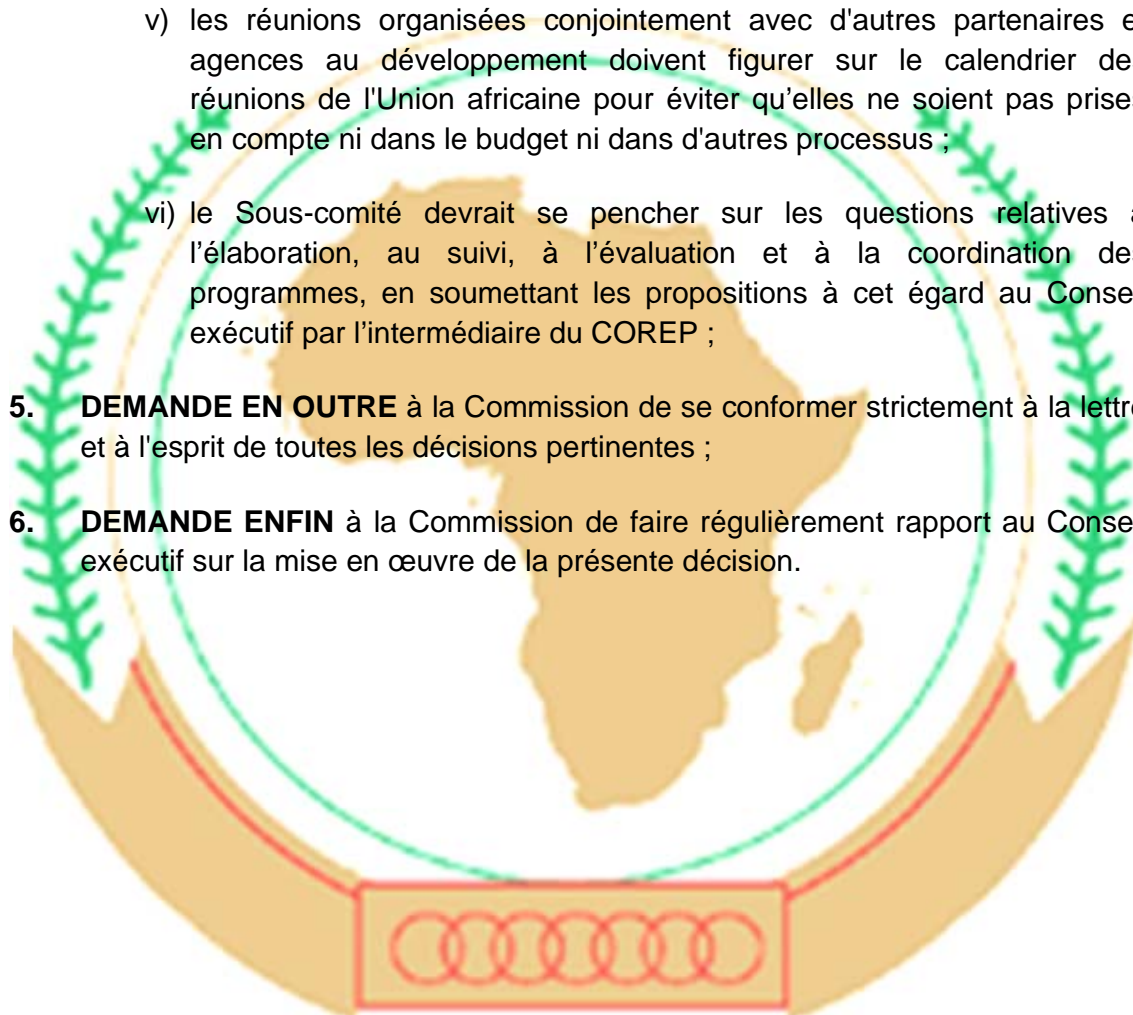 v) les réunions organisées conjointement avec d'autres partenaires e
agences au développement doivent figurer sur le calendrier de
réunions de l'Union africaine pour éviter qu’elles ne soient pas prise
en compte ni dans le budget ni dans d'autres processus ;
vi) le Sous-comité devrait se pencher sur les questions relatives
l’élaboration, au suivi, à l’évaluation et à la coordination de
programmes, en soumettant les propositions à cet égard au Conse
exécutif par l’intermédiaire du COREP ;
5. DEMANDE EN OUTRE à la Commission de se conformer strictement à la lettr
et à l'esprit de toutes les décisions pertinentes ;
6. DEMANDE ENFIN à la Commission de faire régulièrement rapport au Conse
exécutif sur la mise en œuvre de la présente décision.